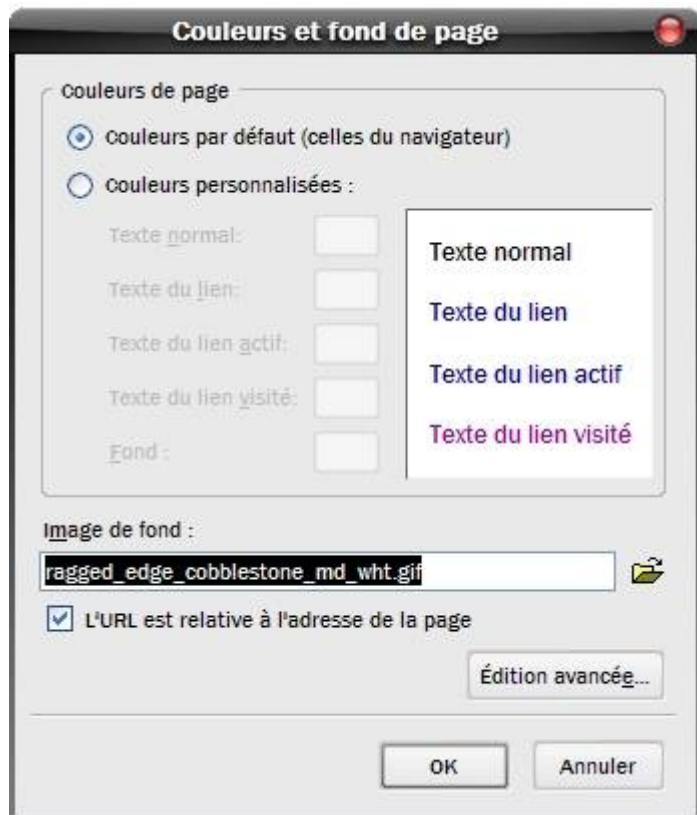 Couleurs et fond de page
Couleurs de page
Couleurs par défaut (celles du navigateur)
Couleurs personnalisées :
Texte normal:
Texte du lien:
Texte du lien actif:
Texte du lien visité:
Fond :
Texte normal
Texte du lien
Texte du lien actif
Texte du lien visité
Image de fond :
ragged_edge_cobblestone_md_wht.gif
L'URL est relative à l'adresse de la page
Édition avancée...
OK
Annuler